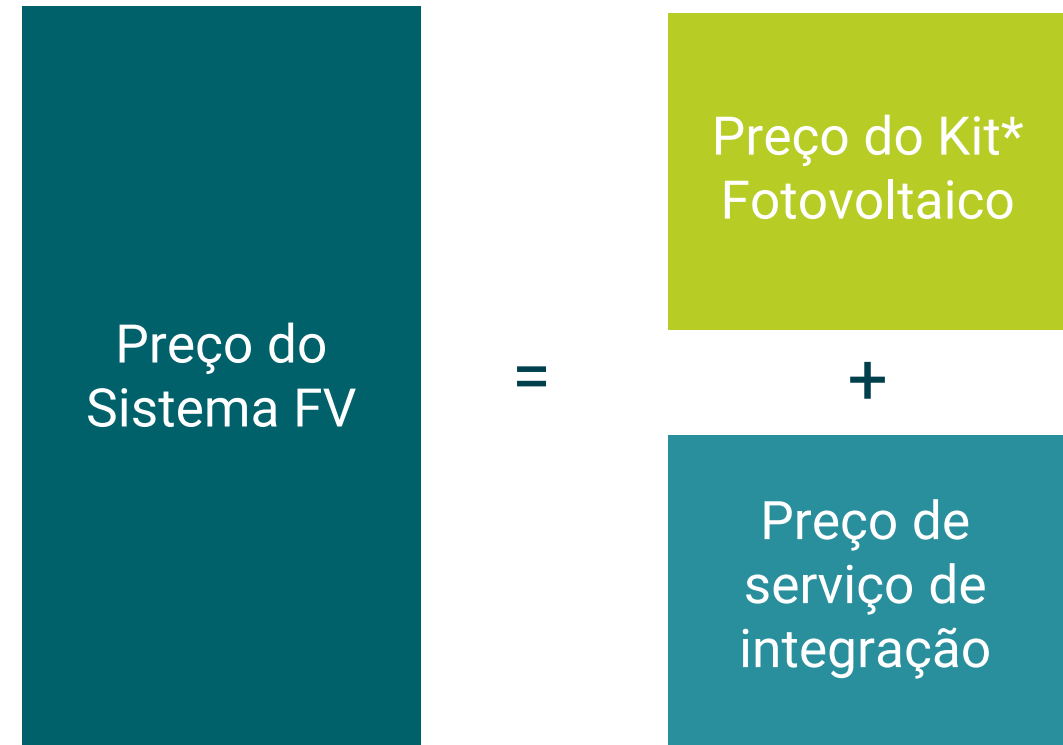 Preço do
Sistema FV
=
Preço do Kit*
Fotovoltaico
+
Preço de
serviço de
integração